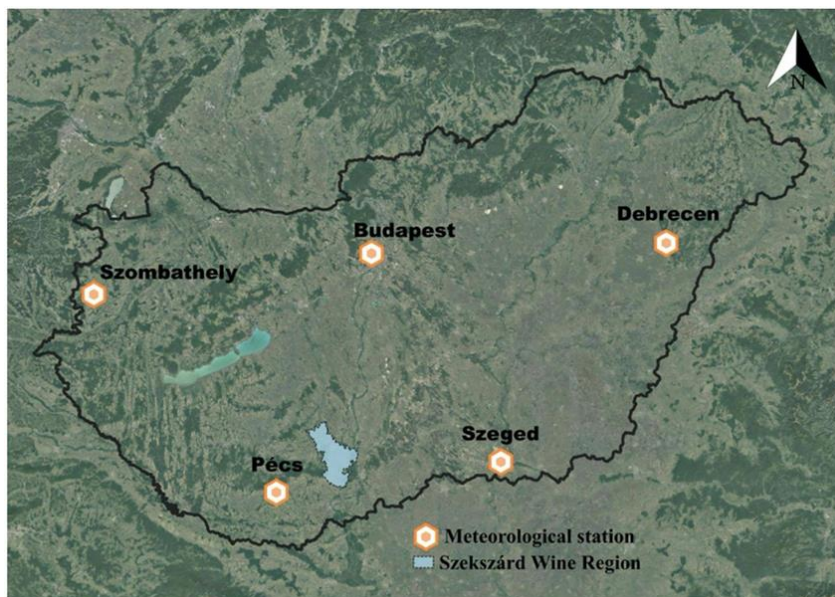 N
Debrecen
Budapest
Szombathely
Szeged
Pécs
Meteorological station
Szekszárd Wine Region